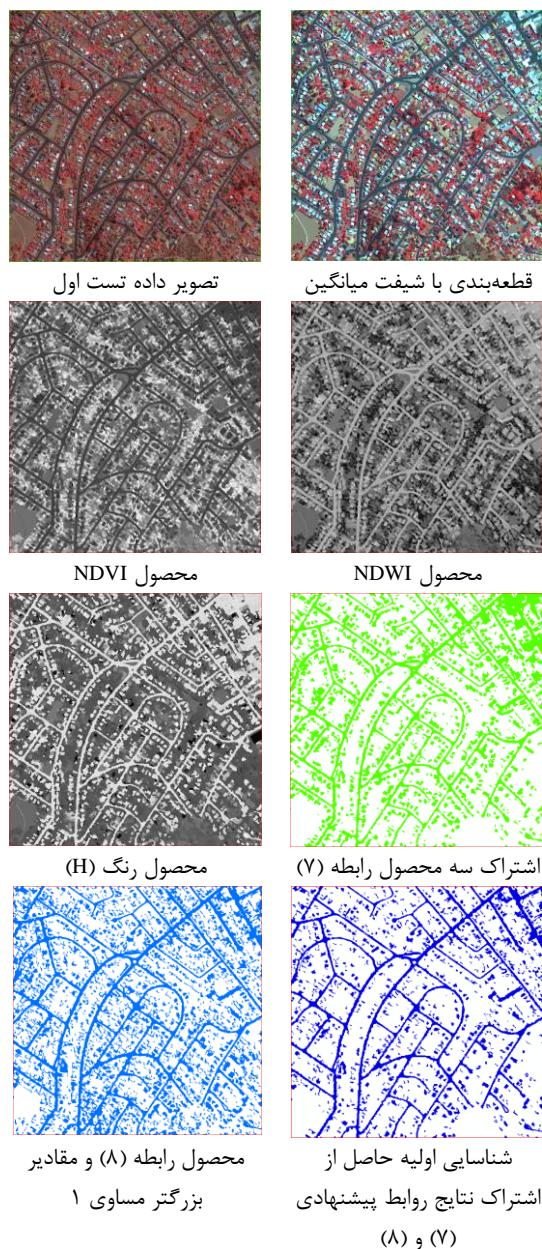 تصویر داده تست اول
قطعه‌بندی با شیفت میانگین
محصول NDVI
محصول NDWI
محصول رنگ (H)
اشتراک سه محصول رابطه (۷)
محصول رابطه (۸) و مقادیر
بزرگتر مساوی ۱
شناسایی اولیه حاصل از
اشتراک نتایج روابط پیشنهادی
(۷) و (۸)